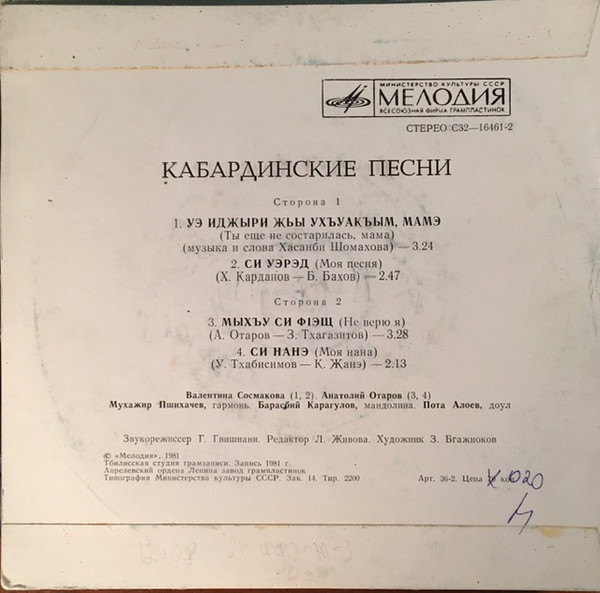 МИНИСТЕРСТВО КУЛЬТУРЫ СССР
МЕЛОДИЯ
ВСЕСОЮЗНАЯ ФИРМА ГРАМПЛАСТИНОК
СТЕРЕО С32—16461-2
КАБАРДИНСКИЕ ПЕСНИ
Сторона 1
1. УЭ ИДЖЫРИ ЖЬЫ УХЪУАКЪЫМ, МАМЭ
(Ты еще не состарилась, мама)
(музыка и слова Хасанби Шомахова) — 3.24
2. СИ УЭРЭД (Моя песня)
(Х. Карданов — Б. Бахов) — 2.47
Сторона 2
3. МЫХЪУ СИ ФІЭЩ (Не верю я)
(А. Отаров — З. Тхагазитов) — 3.28
4. СИ НАНЭ (Моя нана)
(У. Тхабисимов — К. Жанэ) — 2.13
Валентина Сосмакова (1, 2). Анатолий Отаров (3, 4)
Мухажир Пшихачев, гармонь. Барасбий Карагулов, мандолина. Пота Алоев, доул
Звукорежиссер Г. Гвишиани. Редактор Л. Живова. Художник З. Бгажноков
© «Мелодия», 1981
Тбилисская студия грамзаписи. Запись 1981 г.
Апрелевский ордена Ленина завод грампластинок
Типография Министерства культуры СССР. Зак. 14. Тир. 2200
Арт. 36-2. Цена коп. 020